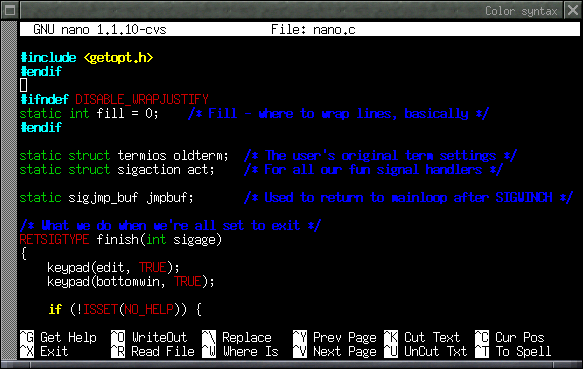 Color syntax
GNU nano 1.1.10-cvs File: nano.c
#include <getopt.h>
#endif
#ifndef DISABLE_WRAPJUSTIFY
static int fill = 0; /* Fill - where to wrap lines, basically */
#endif
static struct termios oldterm; /* The user's original term settings */
static struct sigaction act; /* For all our fun signal handlers */
static sigjmp_buf jmpbuf; /* Used to return to mainloop after SIGWINCH */
/* What we do when we're all set to exit */
RETSIGTYPE finish(int sigage)
{
keypad(edit, TRUE);
keypad(bottomwin, TRUE);
if (!ISSET(NO_HELP)) {
^G Get Help ^O WriteOut ^\ Replace ^Y Prev Page ^K Cut Text ^C Cur Pos
^X Exit ^R Read File ^W Where Is ^V Next Page ^U UnCut Txt ^T To Spell